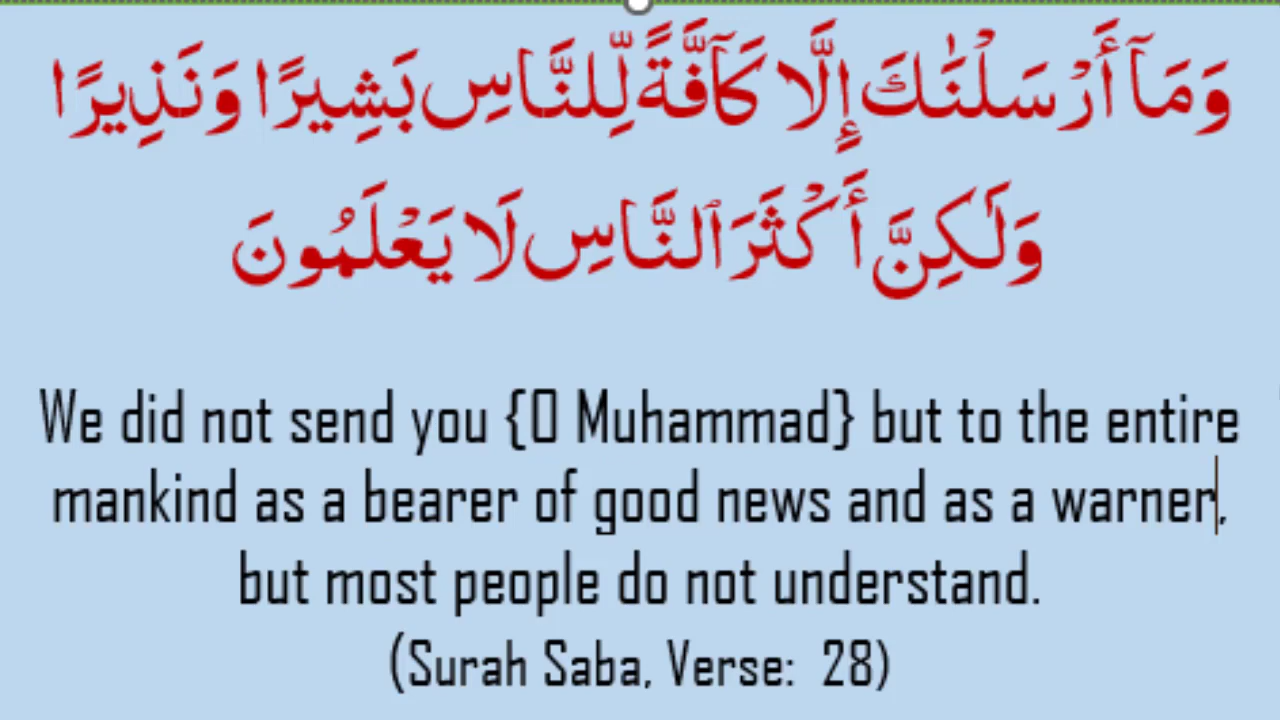 وَمَآ أَرْسَلْنَٰكَ إِلَّا كَآفَّةً لِّلنَّاسِ بَشِيرًا وَنَذِيرًا
وَلَٰكِنَّ أَكْثَرَ ٱلنَّاسِ لَا يَعْلَمُونَ
We did not send you {O Muhammad} but to the entire
mankind as a bearer of good news and as a warner,
but most people do not understand.
(Surah Saba, Verse: 28)